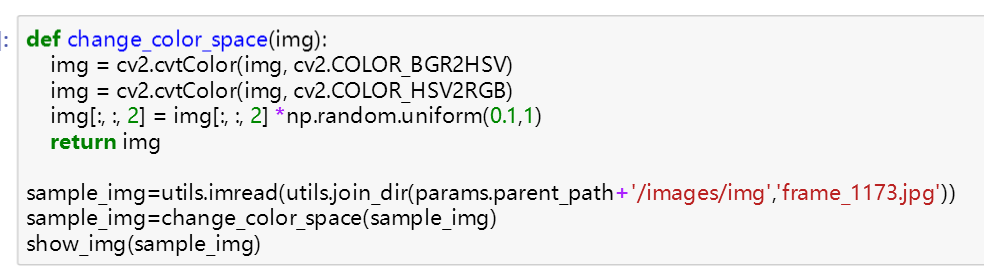 ]: def change_color_space(img):
    img = cv2.cvtColor(img, cv2.COLOR_BGR2HSV)
    img = cv2.cvtColor(img, cv2.COLOR_HSV2RGB)
    img[:, :, 2] = img[:, :, 2] *np.random.uniform(0.1,1)
    return img

sample_img=utils.imread(utils.join_dir(params.parent_path+'/images/img','frame_1173.jpg'))
sample_img=change_color_space(sample_img)
show_img(sample_img)